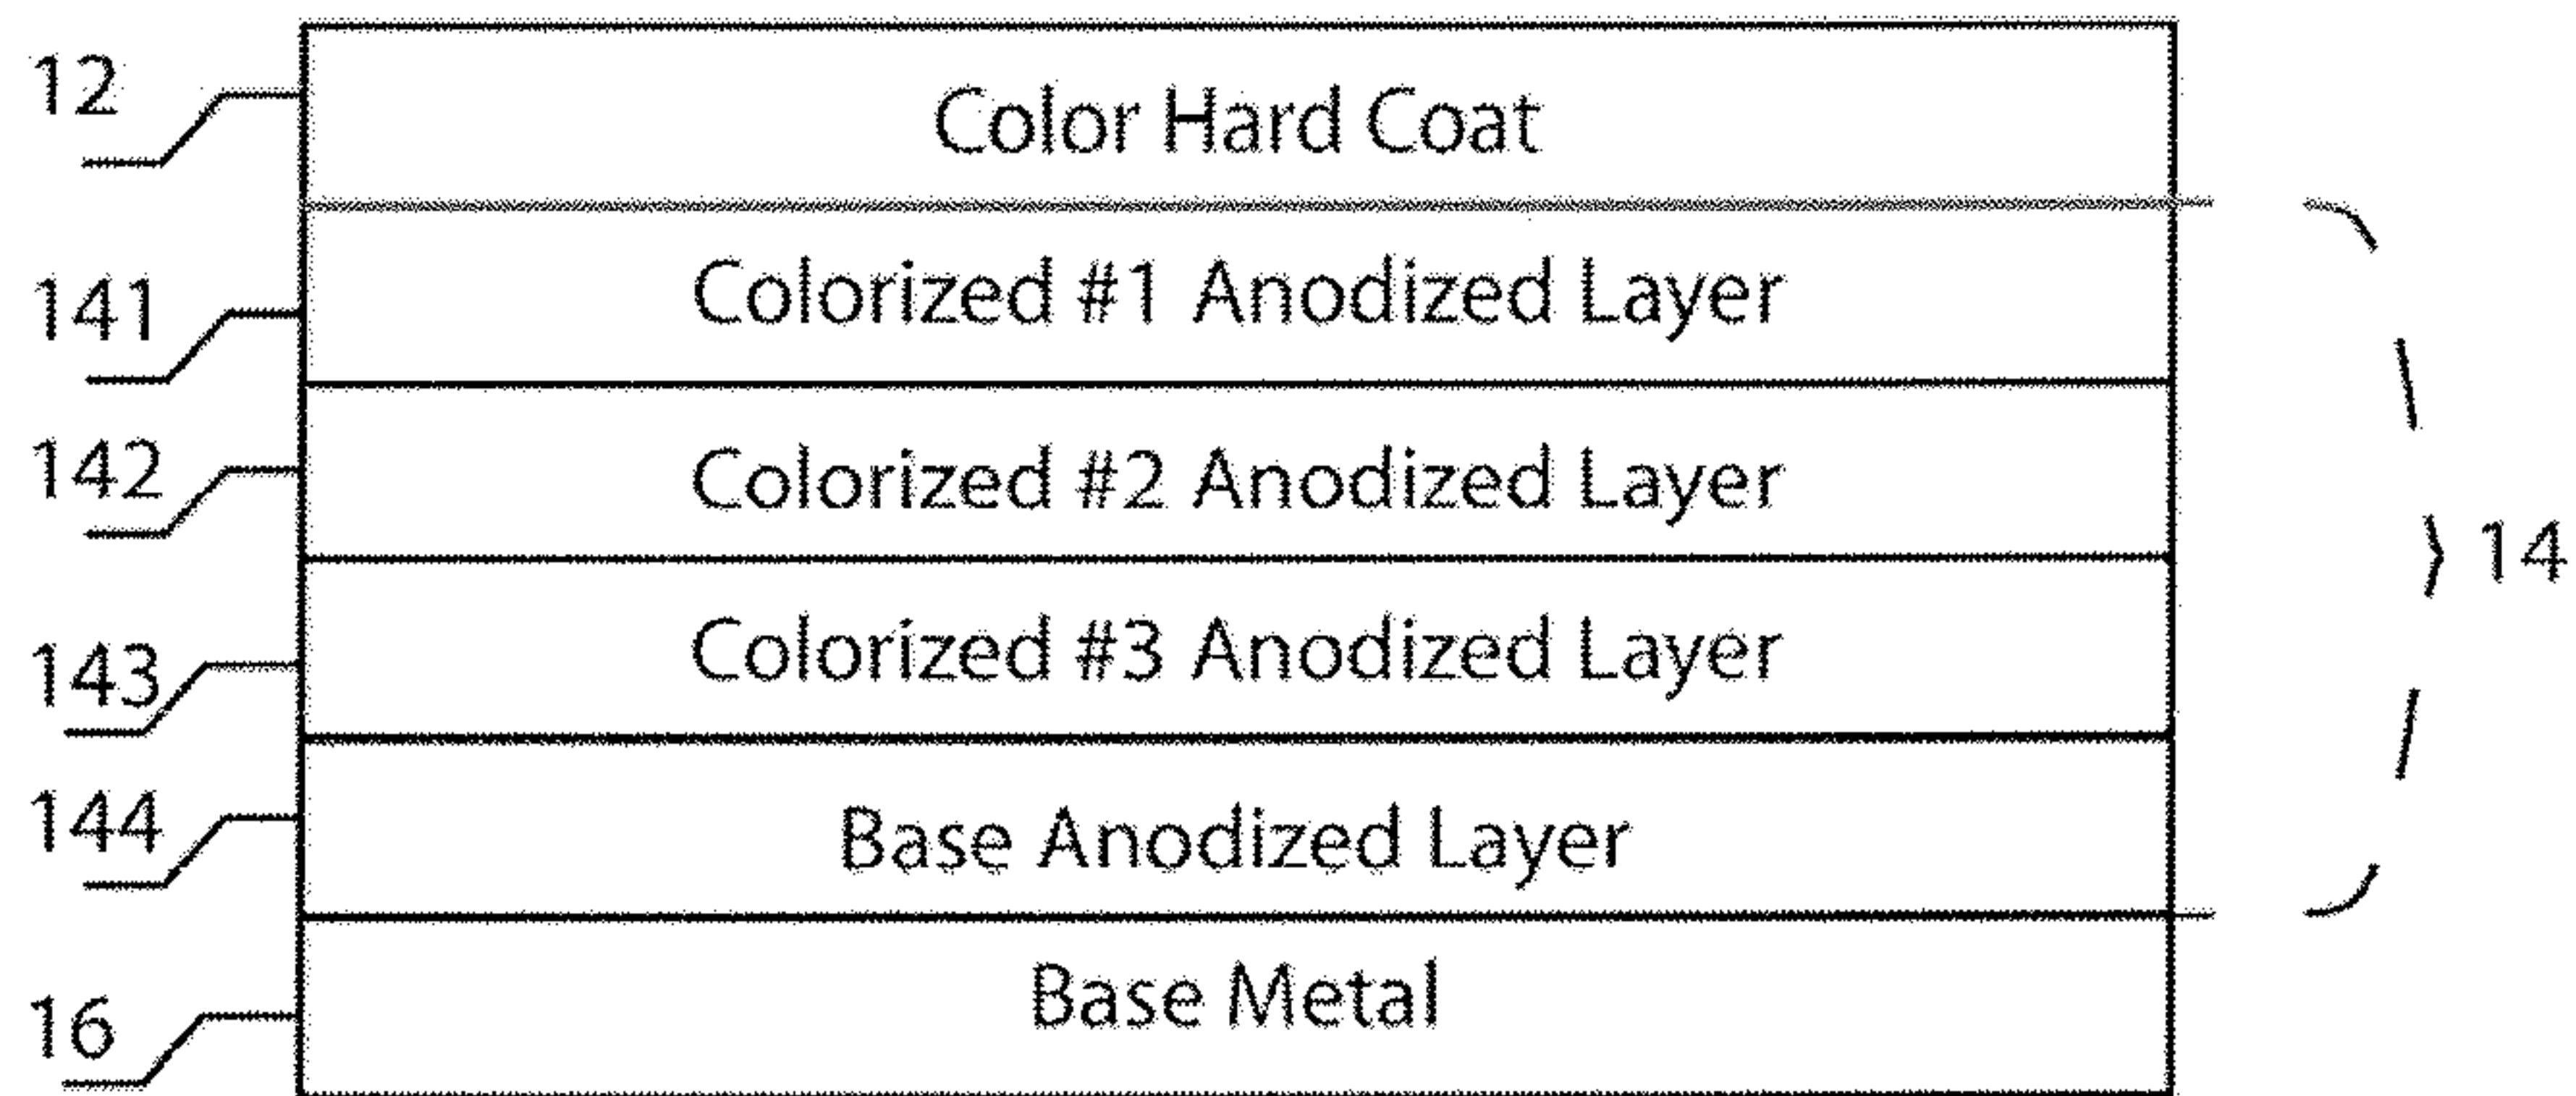 12
Color Hard Coat
141
Colorized #1 Anodized Layer
142
Colorized #2 Anodized Layer
14
143
Colorized #3 Anodized Layer
144
Base Anodized Layer
16
Base Metal